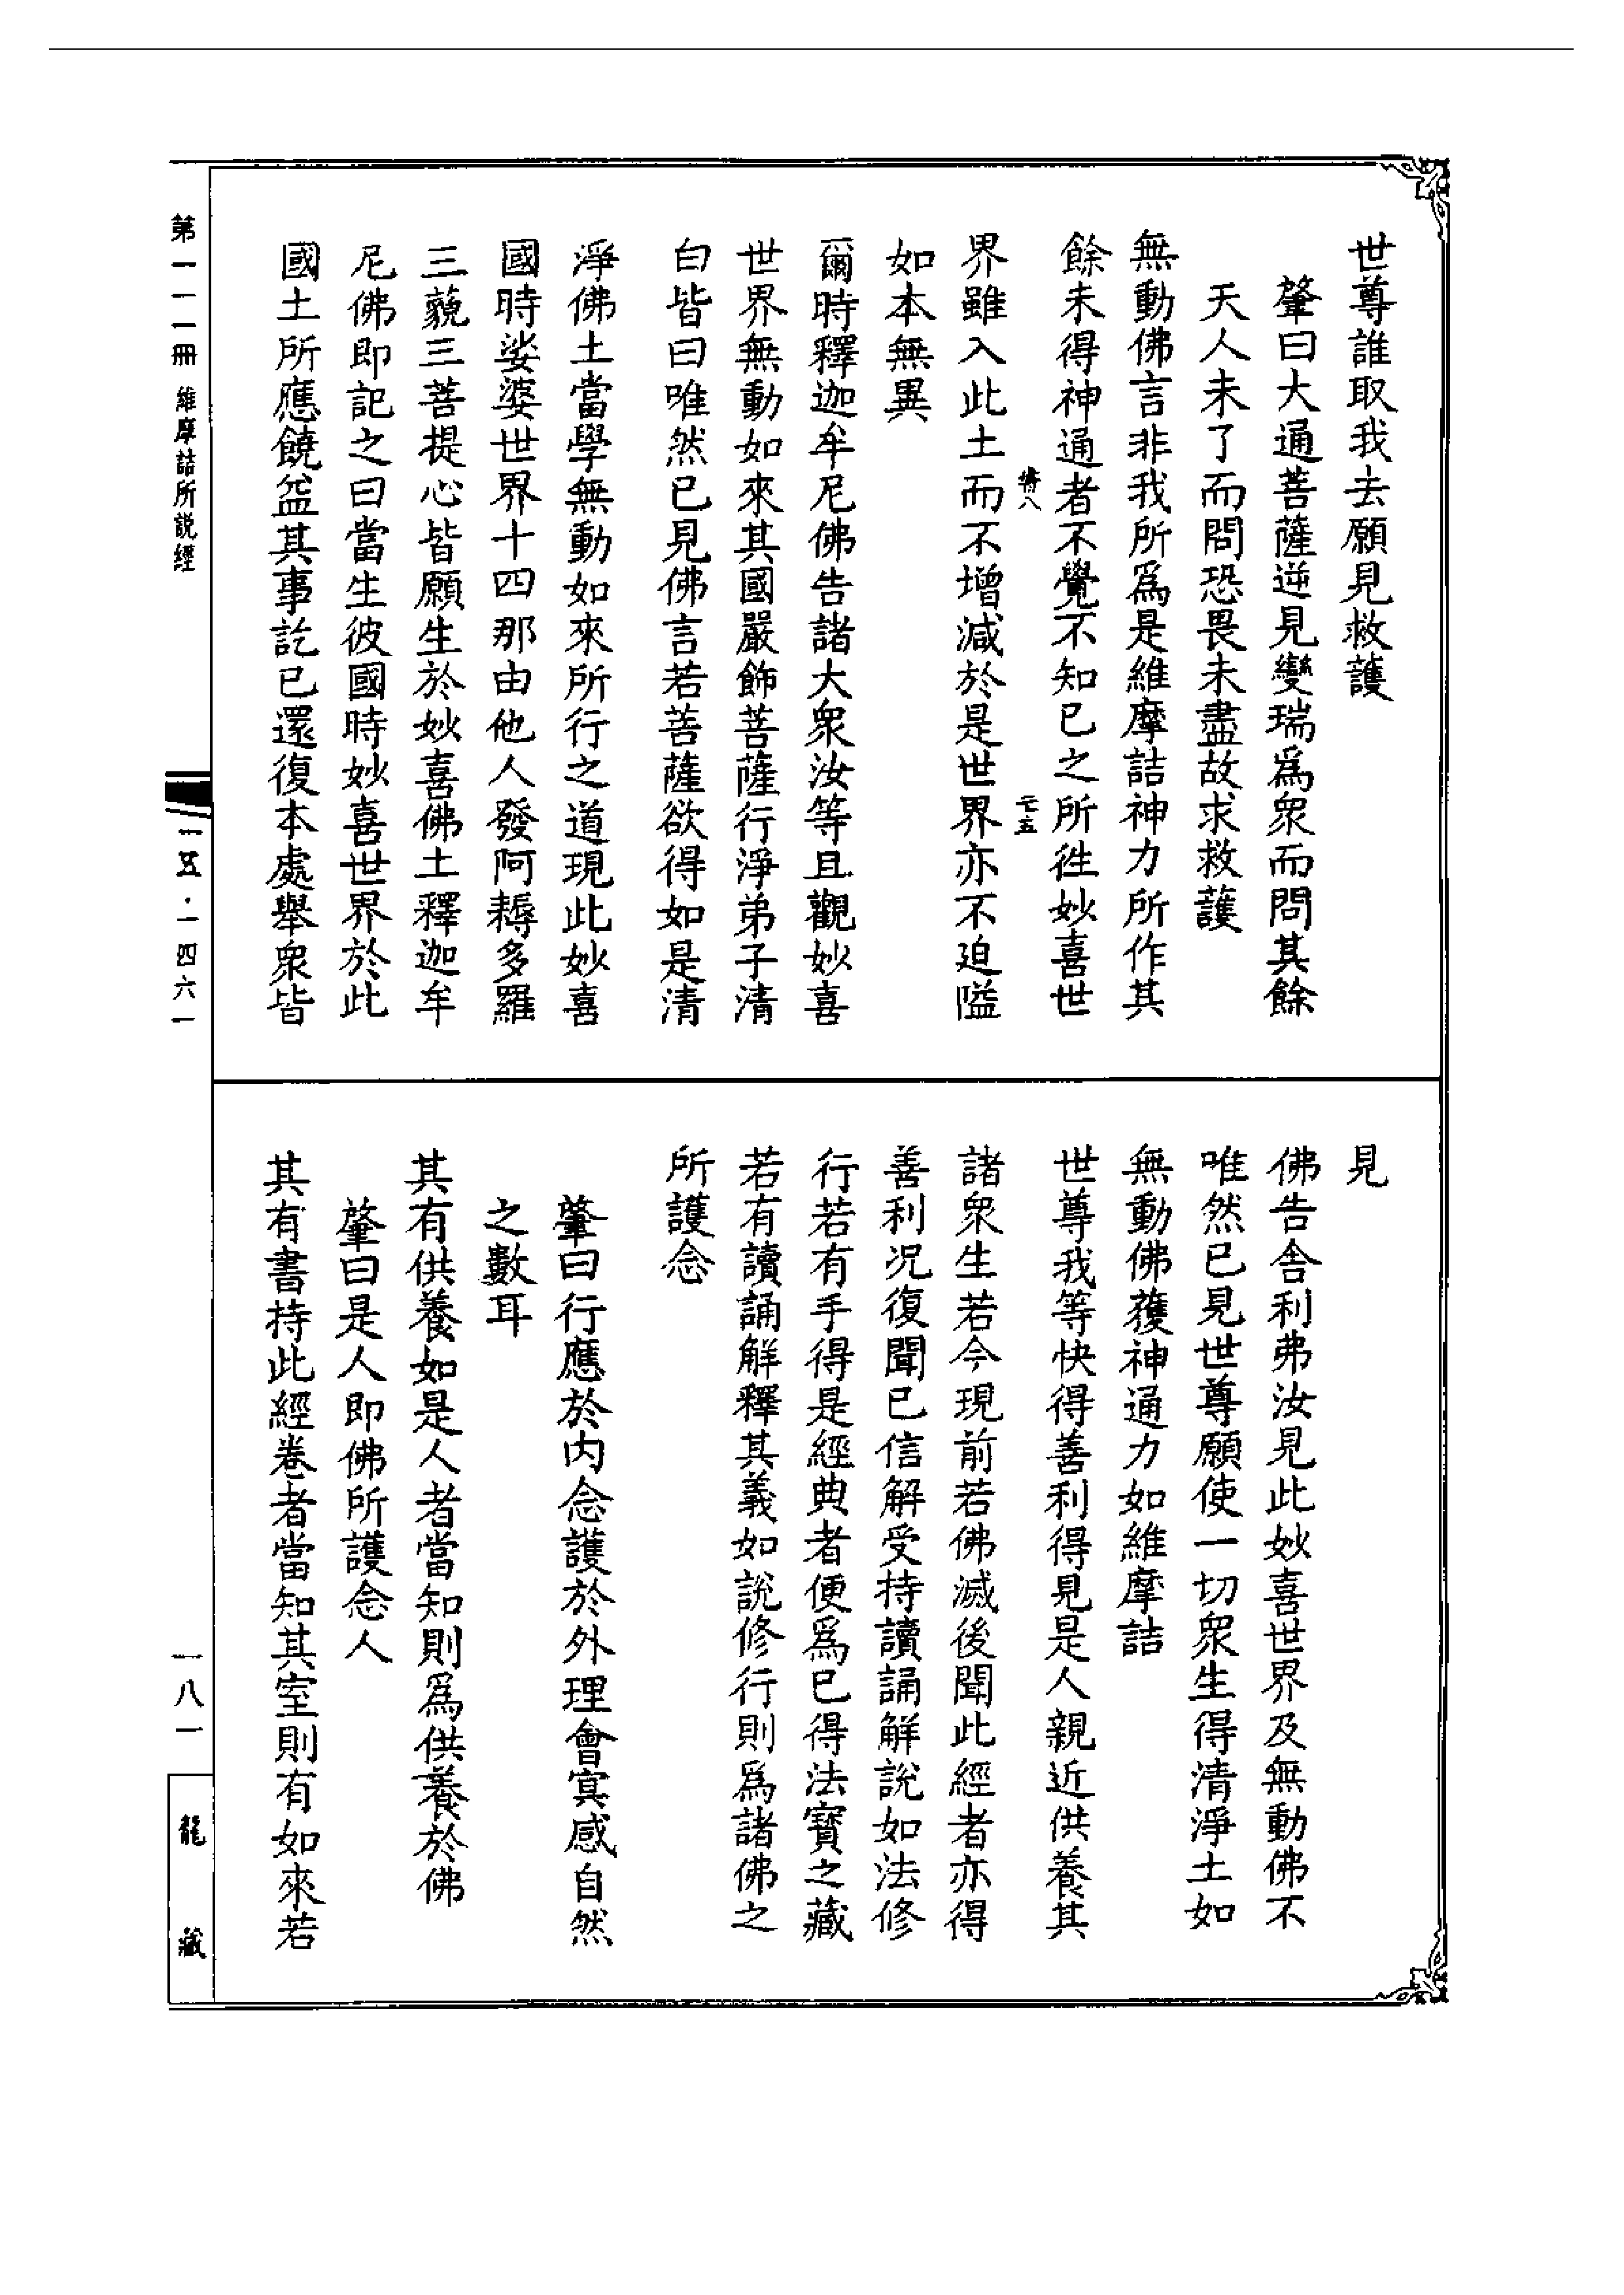 世尊誰取我去願見救護
肇曰大通菩薩逆見變瑞爲衆而問其餘
天人未了而問恐畏未盡故求救護
無動佛言非我所爲是維摩詰神力所作其
餘未得神通者不覺不知已之所徃妙喜世
界雖入此土而不增減於是世界亦不迫隘
如本無異
爾時釋迦牟尼佛告諸大衆汝等且觀妙喜
世界無動如來其國嚴飾菩薩行淨弟子清
白皆曰唯然已見佛言若菩薩欲得如是清
淨佛土當學無動如來所行之道現此妙喜
國時娑婆世界十四那由他人發阿耨多羅
三藐三菩提心皆願生於妙喜佛土釋迦牟
尼佛即記之曰當生彼國時妙喜世界於此
國土所應饒益其事訖已還復本處舉衆皆
見
佛告舍利弗汝見此妙喜世界及無動佛不
唯然已見世尊願使一切衆生得清淨土如
無動佛獲神通力如維摩詰
世尊我等快得善利得見是人親近供養其
諸衆生若今現前若佛滅後聞此經者亦得
善利況復聞已信解受持讀誦解說如法修
行若有手得是經典者便爲已得法寳之藏
若有讀誦解釋其義如說修行則爲諸佛之
所護念
肇曰行應於内念護於外理會冥感自然
之數耳
其有供養如是人者當知則爲供養於佛
肇曰是人即佛所護念人
其有書持此經卷者當知其室則有如來若
第一一一冊 維摩詰所説經
一五·一四六一
一八一
龍藏